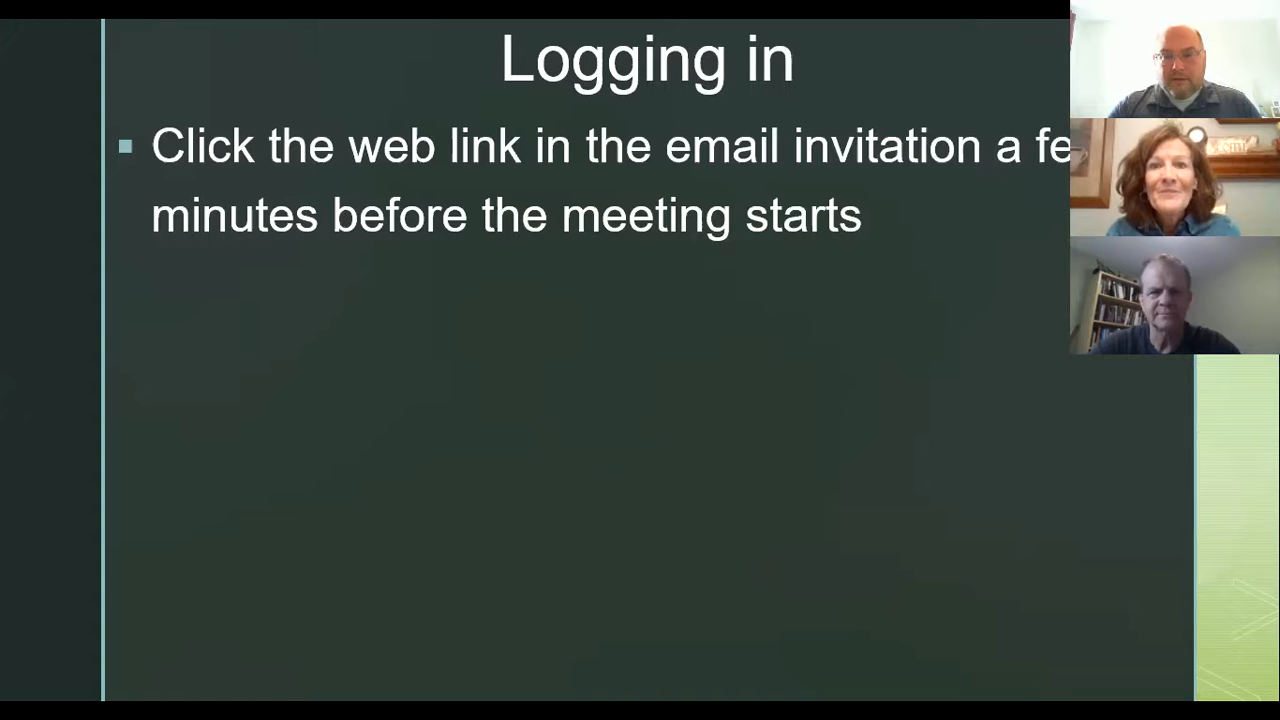 Logging in
Click the web link in the email invitation a fe
minutes before the meeting starts